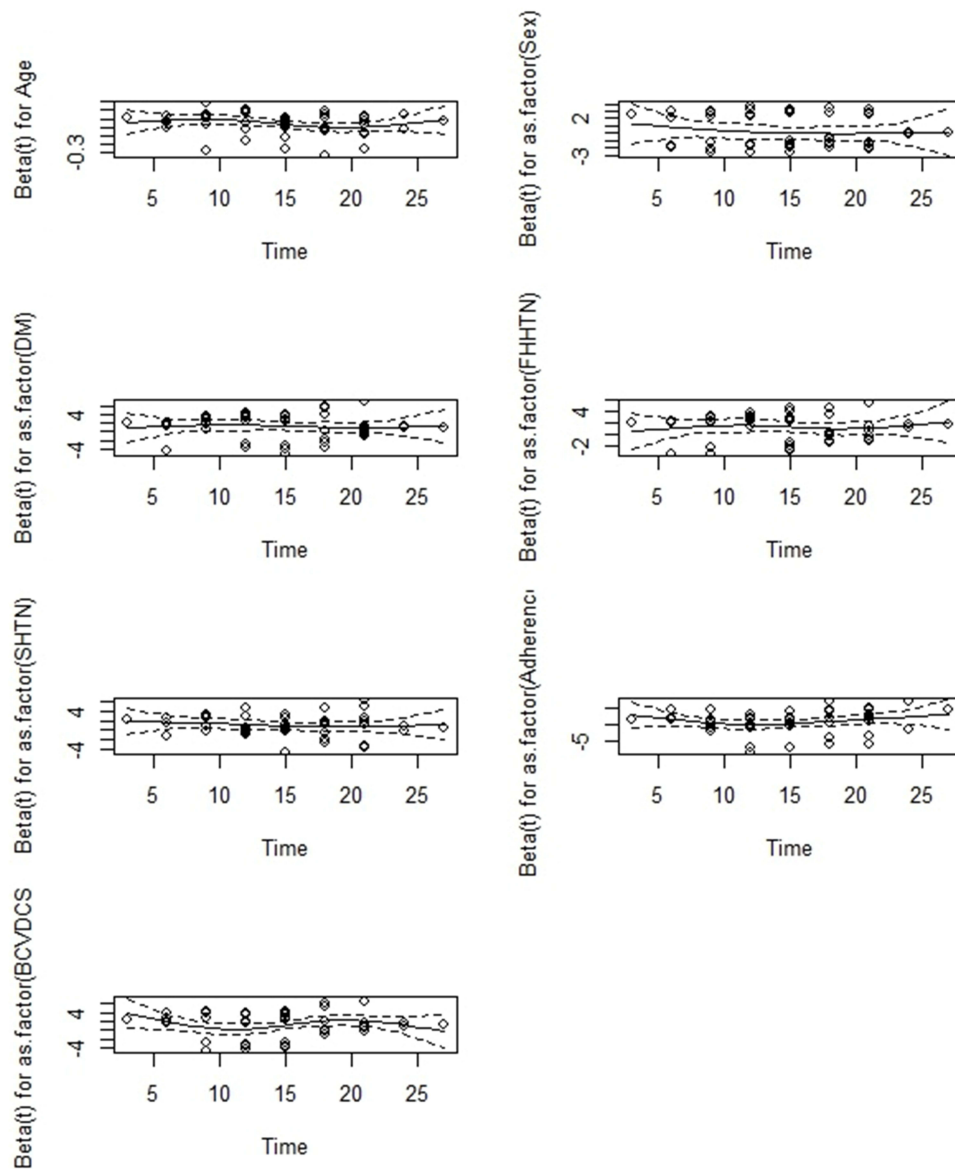 Beta(t) for Age
-0.3
5 10 15 20 25
Time
Beta(t) for as.factor(Sex)
2
-3
5 10 15 20 25
Time
Beta(t) for as.factor(DM)
4
-4
5 10 15 20 25
Time
Beta(t) for as.factor(FHHTN)
4
-2
5 10 15 20 25
Time
Beta(t) for as.factor(SHTN)
4
-4
5 10 15 20 25
Time
Beta(t) for as.factor(Adherenc
-5
5 10 15 20 25
Time
Beta(t) for as.factor(BCVDCS
4
-4
5 10 15 20 25
Time